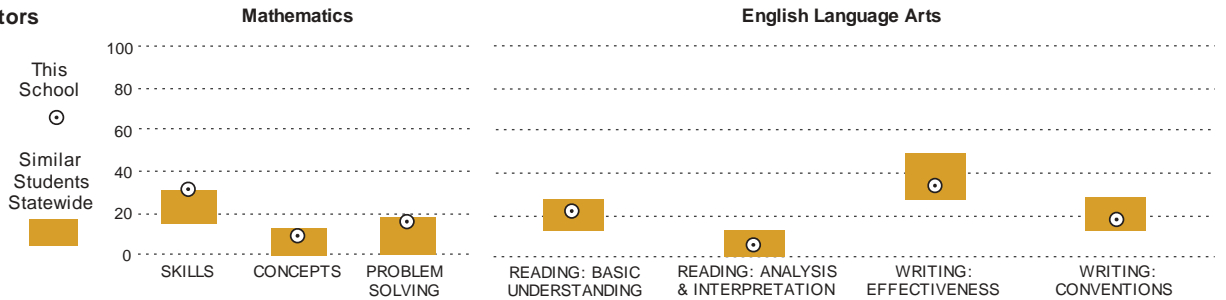 tors
Mathematics
English Language Arts
This
School
Similar
Students
Statewide
100
80
60
40
20
0
SKILLS
CONCEPTS
PROBLEM
SOLVING
READING: BASIC
UNDERSTANDING
READING: ANALYSIS
& INTERPRETATION
WRITING:
EFFECTIVENESS
WRITING:
CONVENTIONS